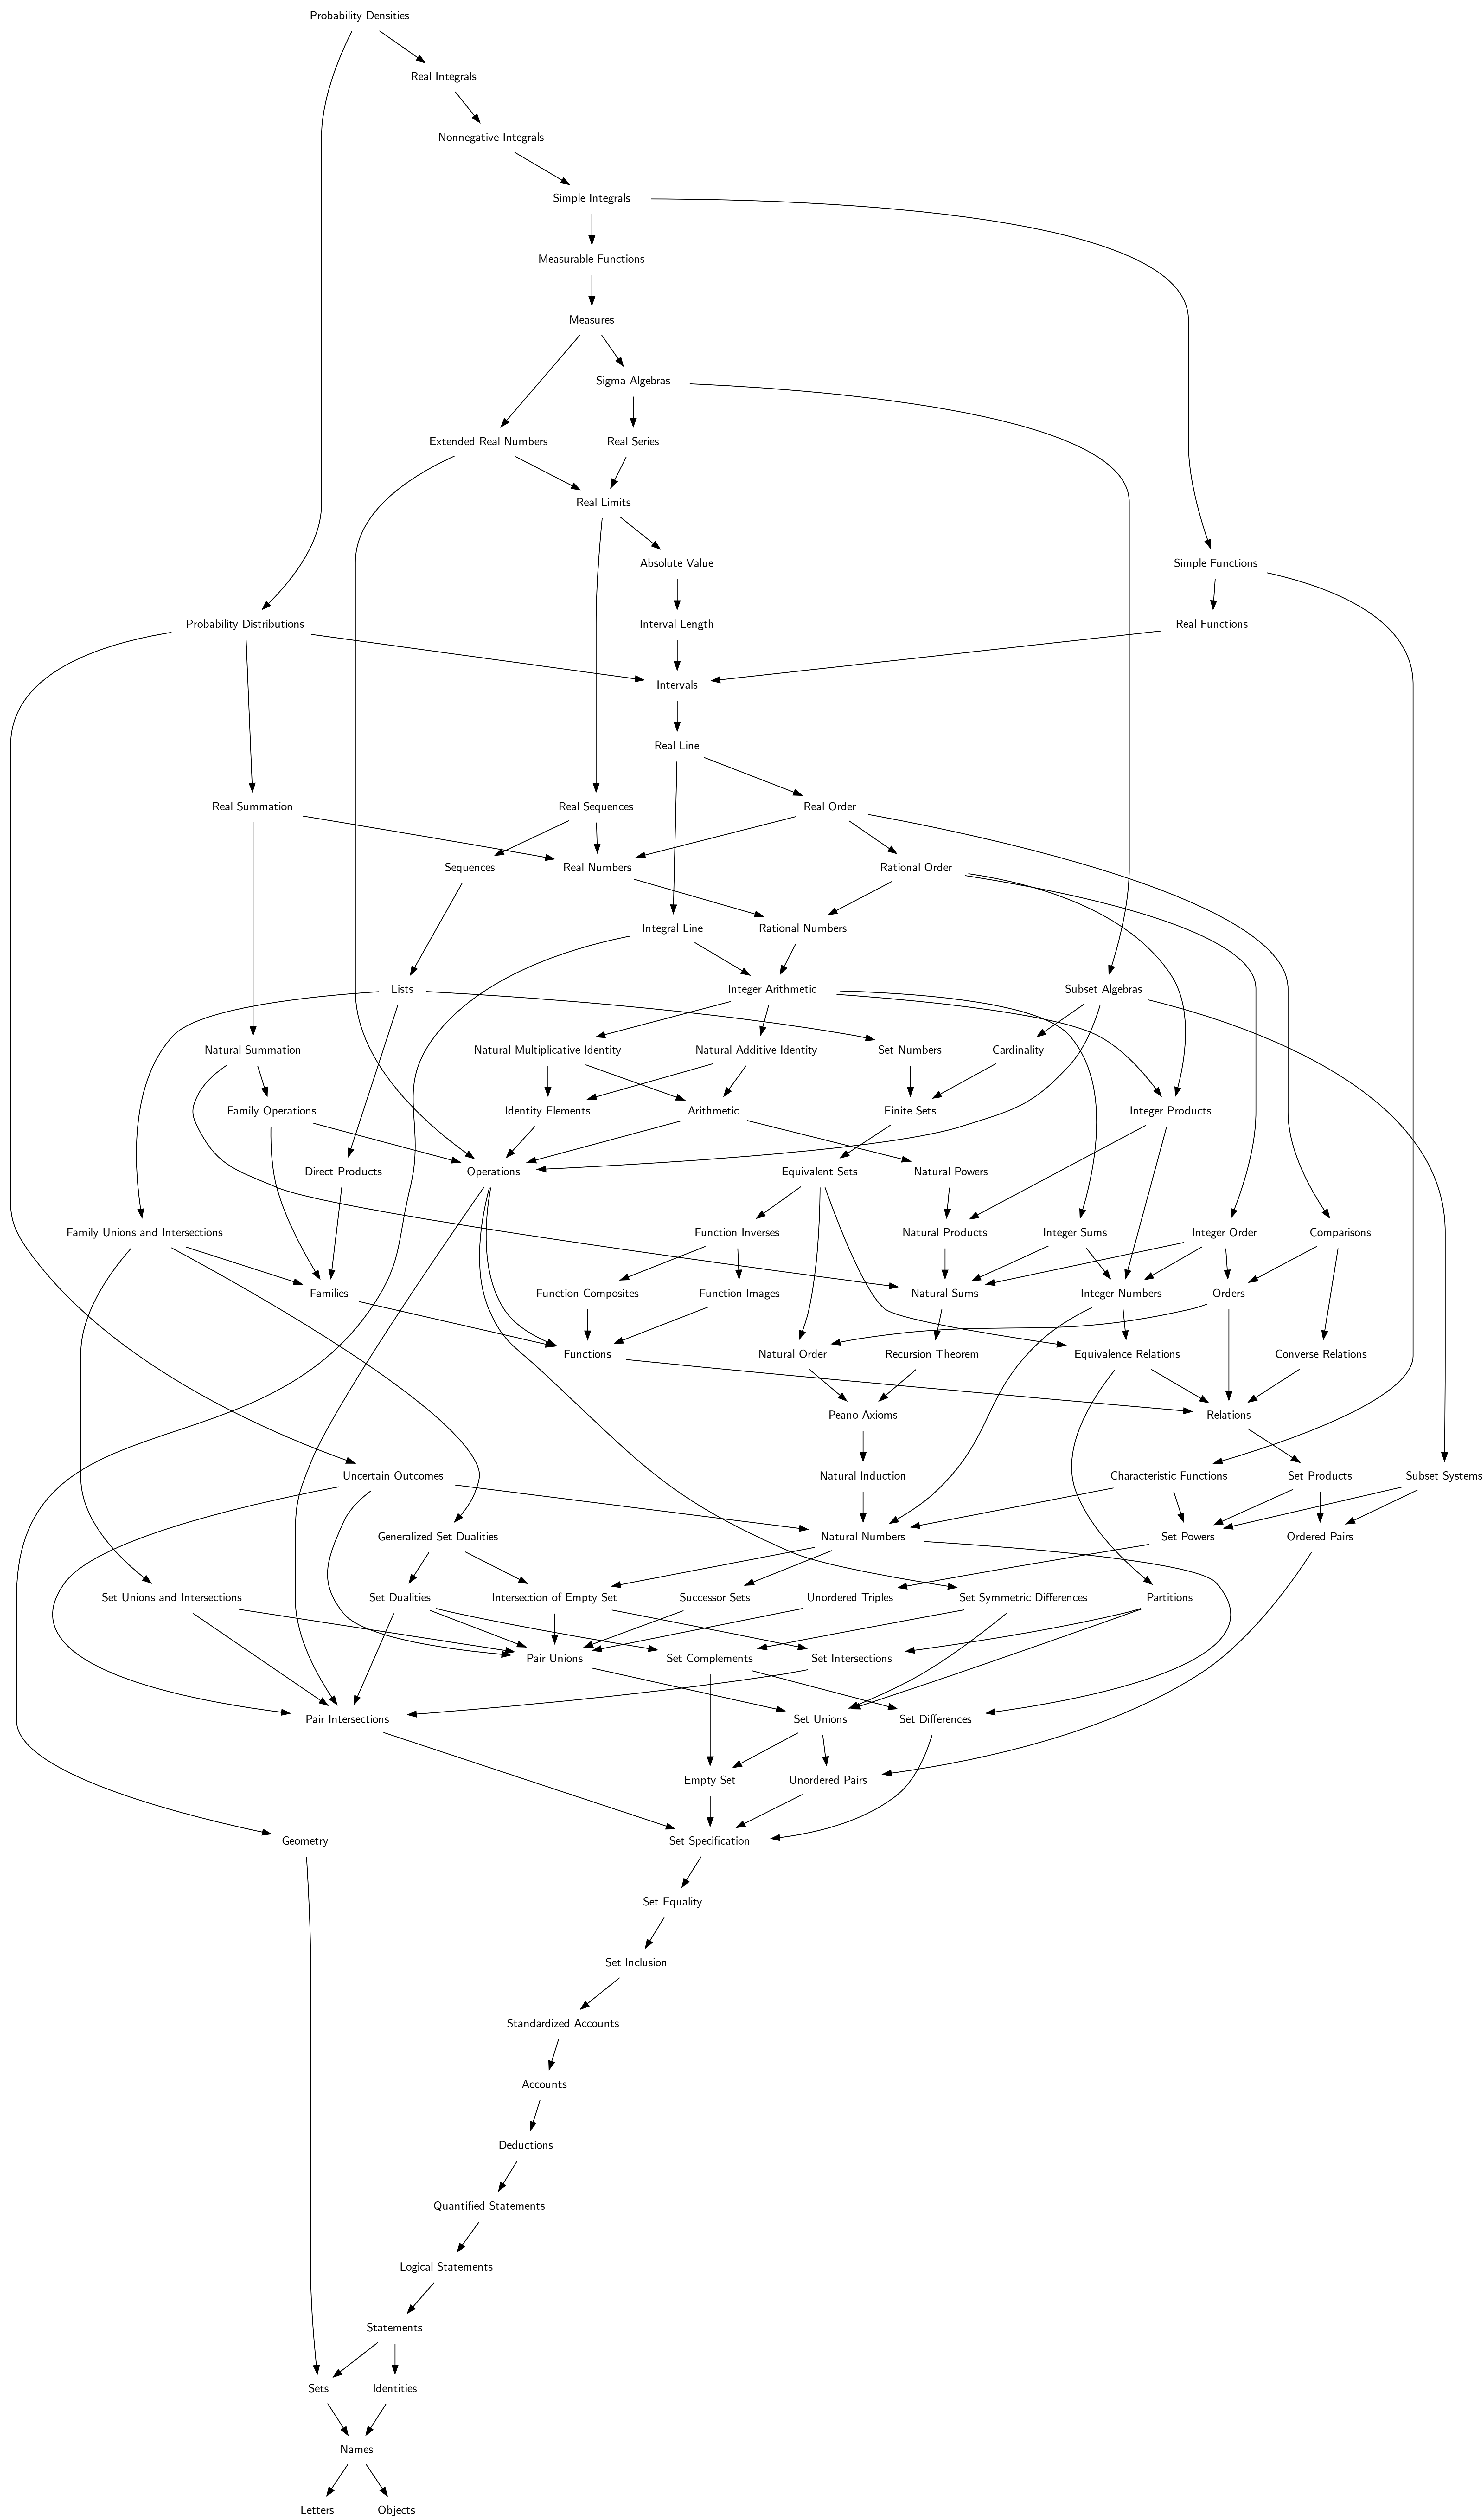 Probability Densities
Real Integrals
Nonnegative Integrals
Simple Integrals
Measurable Functions
Measures
Sigma Algebras
Extended Real Numbers
Real Series
Real Limits
Absolute Value
Simple Functions
Probability Distributions
Interval Length
Real Functions
Intervals
Real Line
Real Summation
Real Sequences
Real Order
Sequences
Real Numbers
Rational Order
Integral Line
Rational Numbers
Lists
Integer Arithmetic
Subset Algebras
Natural Summation
Natural Multiplicative Identity
Natural Additive Identity
Set Numbers
Cardinality
Family Operations
Identity Elements
Arithmetic
Finite Sets
Integer Products
Direct Products
Operations
Equivalent Sets
Natural Powers
Family Unions and Intersections
Function Inverses
Natural Products
Integer Sums
Integer Order
Comparisons
Families
Function Composites
Function Images
Natural Sums
Integer Numbers
Orders
Functions
Natural Order
Recursion Theorem
Equivalence Relations
Converse Relations
Peano Axioms
Relations
Uncertain Outcomes
Natural Induction
Characteristic Functions
Set Products
Subset Systems
Generalized Set Dualities
Natural Numbers
Set Powers
Ordered Pairs
Set Unions and Intersections
Set Dualities
Intersection of Empty Set
Successor Sets
Unordered Triples
Set Symmetric Differences
Partitions
Pair Unions
Set Complements
Set Intersections
Pair Intersections
Set Unions
Set Differences
Empty Set
Unordered Pairs
Geometry
Set Specification
Set Equality
Set Inclusion
Standardized Accounts
Accounts
Deductions
Quantified Statements
Logical Statements
Statements
Sets
Identities
Names
Letters
Objects